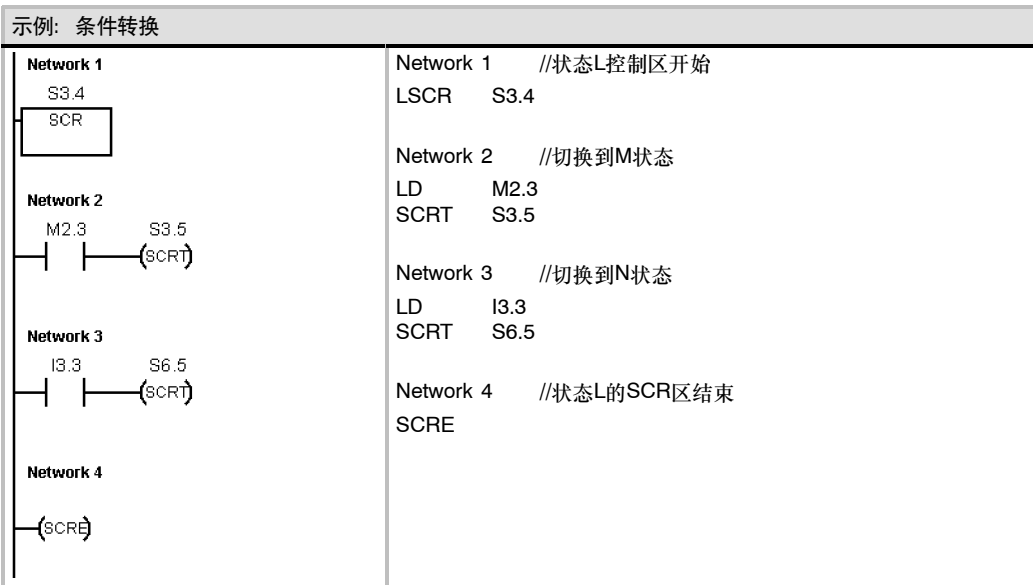 示例: 条件转换
Network 1
S3.4
SCR
Network 2
M2.3 S3.5
SCRT
Network 3
I3.3 S6.5
SCRT
Network 4
SCRE
Network 1 //状态L控制区开始
LSCR S3.4
Network 2 //切换到M状态
LD M2.3
SCRT S3.5
Network 3 //切换到N状态
LD I3.3
SCRT S6.5
Network 4 //状态L的SCR区结束
SCRE